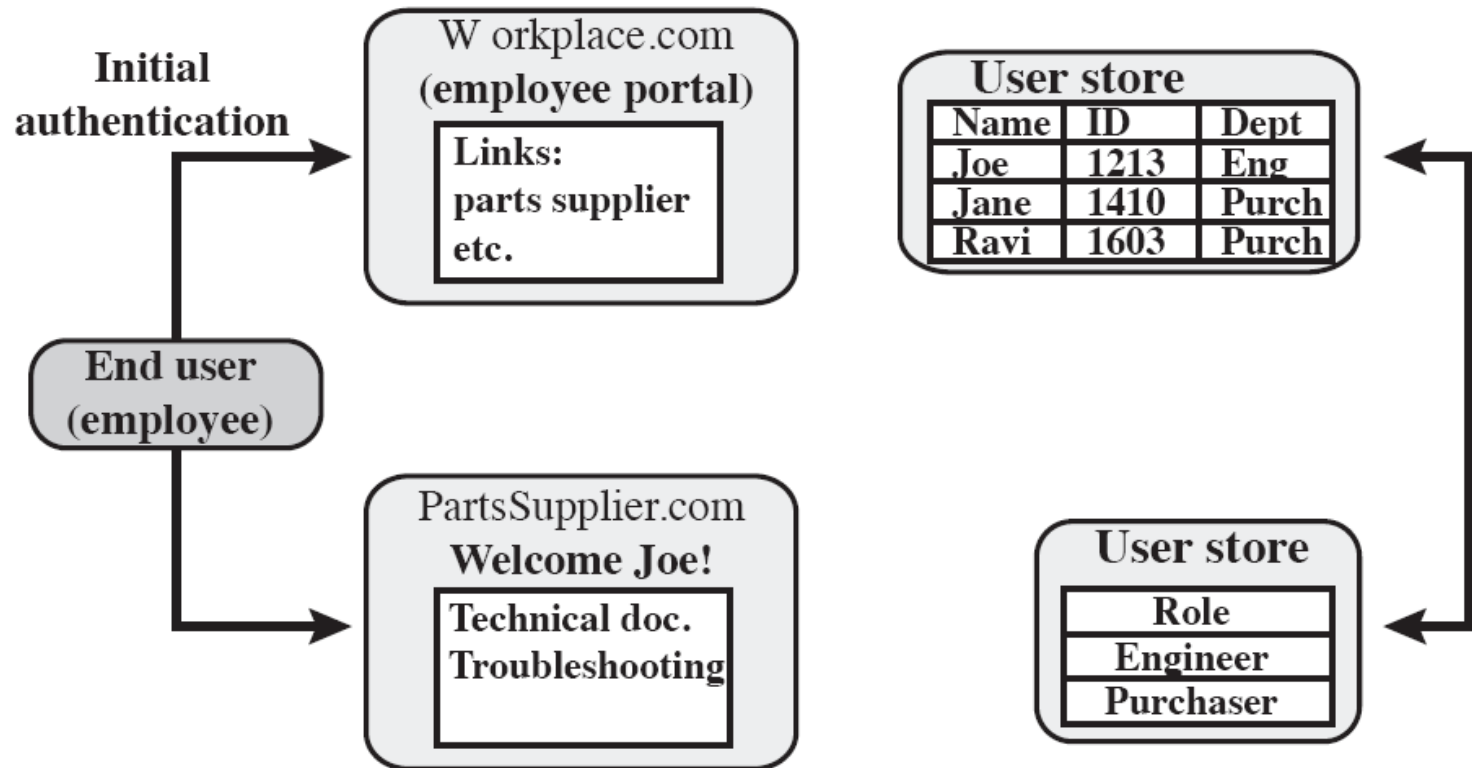 Initial
authentication
W orkplace.com
(employee portal)
Links:
parts supplier
etc.
User store
Name ID Dept
Joe 1213 Eng
Jane 1410 Purch
Ravi 1603 Purch
End user
(employee)
PartsSupplier.com
Welcome Joe!
Technical doc.
Troubleshooting
User store
Role
Engineer
Purchaser